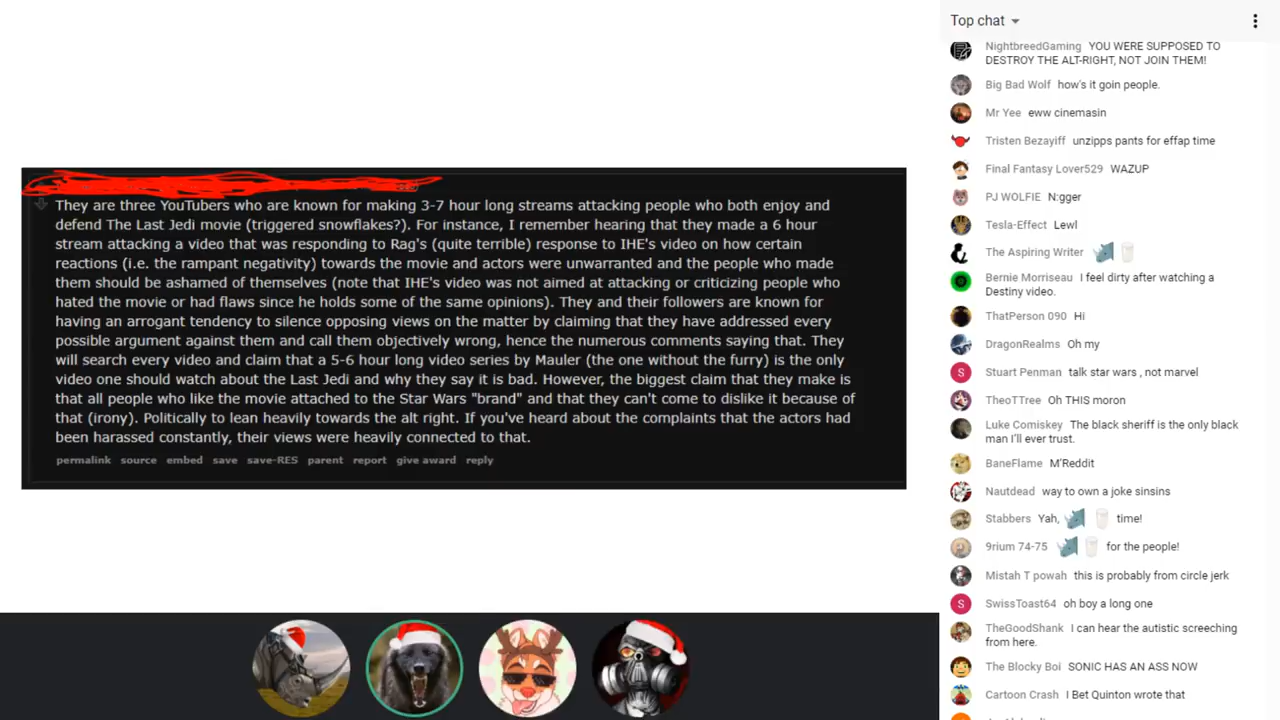 They are three YouTubers who are known for making 3-7 hour long streams attacking people who both enjoy and
defend The Last Jedi movie (triggered snowflakes?). For instance, I remember hearing that they made a 6 hour
stream attacking a video that was responding to Rag's (quite terrible) response to IHE's video on how certain
reactions (i.e. the rampant negativity) towards the movie and actors were unwarranted and the people who made
them should be ashamed of themselves (note that IHE's video was not aimed at attacking or criticizing people who
hated the movie or had flaws since he holds some of the same opinions). They and their followers are known for
having an arrogant tendency to silence opposing views on the matter by claiming that they have addressed every
possible argument against them and call them objectively wrong, hence the numerous comments saying that. They
will search every video and claim that a 5-6 hour long video series by Mauler (the one without the furry) is the only
video one should watch about the Last Jedi and why they say it is bad. However, the biggest claim that they make is
that all people who like the movie attached to the Star Wars "brand" and that they can't come to dislike it because of
that (irony). Politically to lean heavily towards the alt right. If you've heard about the complaints that the actors had
been harassed constantly, their views were heavily connected to that.
permalink source embed save save-RES parent report give award reply
Top chat
NightbreedGaming YOU WERE SUPPOSED TO
DESTROY THE ALT-RIGHT, NOT JOIN THEM!
Big Bad Wolf how's it goin people.
Mr Yee eww cinemasin
Tristen Bezayiff unzipps pants for effap time
Final Fantasy Lover529 WAZUP
PJ WOLFIE N:gger
Tesla-Effect Lewl
The Aspiring Writer
Bernie Morriseau I feel dirty after watching a
Destiny video.
ThatPerson 090 Hi
DragonRealms Oh my
S Stuart Penman talk star wars , not marvel
TheoTTree Oh THIS moron
Luke Comiskey The black sheriff is the only black
man I'll ever trust.
BaneFlame M'Reddit
Nautdead way to own a joke sinsins
Stabbers Yah, time!
9rium 74-75 for the people!
Mistah T powah this is probably from circle jerk
S SwissToast64 oh boy a long one
TheGoodShank I can hear the autistic screeching
from here.
The Blocky Boi SONIC HAS AN ASS NOW
Cartoon Crash I Bet Quinton wrote that